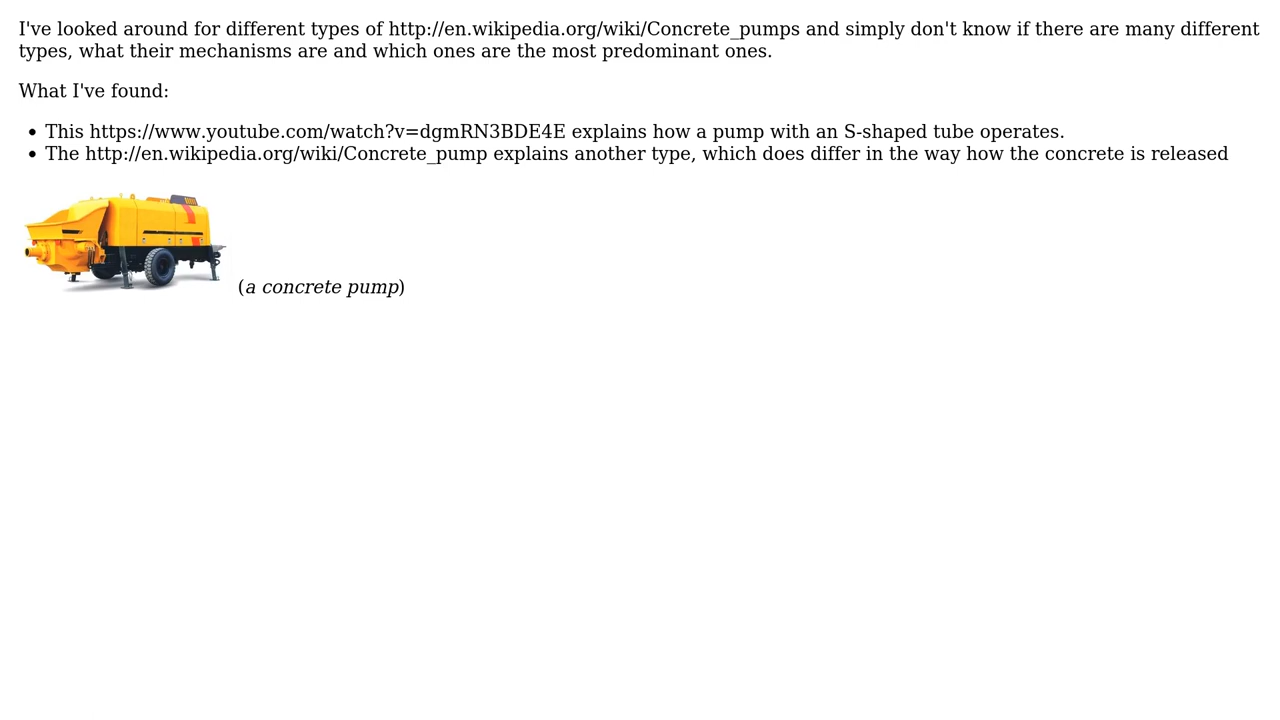 I've looked around for different types of http://en.wikipedia.org/wiki/Concrete_pumps and simply don't know if there are many different
types, what their mechanisms are and which ones are the most predominant ones.
What I've found:
• This https://www.youtube.com/watch?v=dgmRN3BDE4E explains how a pump with an S-shaped tube operates.
• The http://en.wikipedia.org/wiki/Concrete_pump explains another type, which does differ in the way how the concrete is released
(a concrete pump)